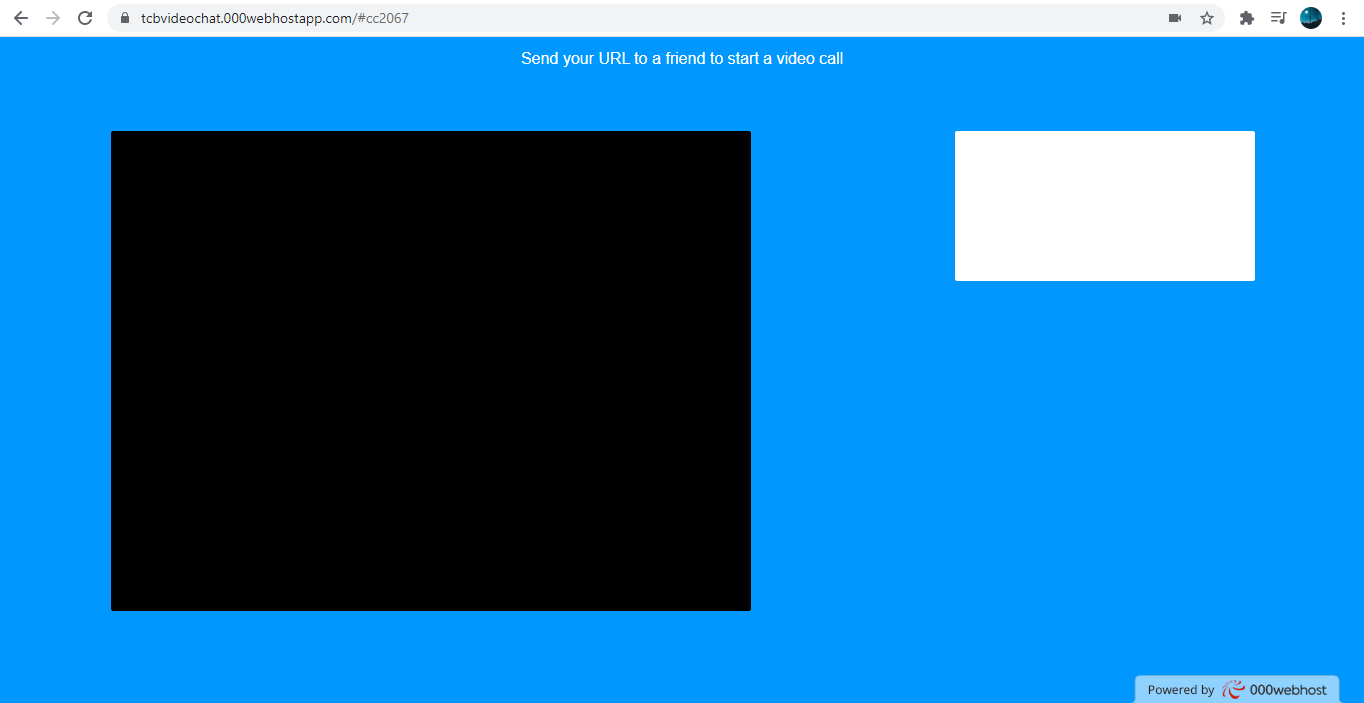 tcbvideochat.000webhostapp.com/#cc2067
Send your URL to a friend to start a video call
Powered by 000webhost